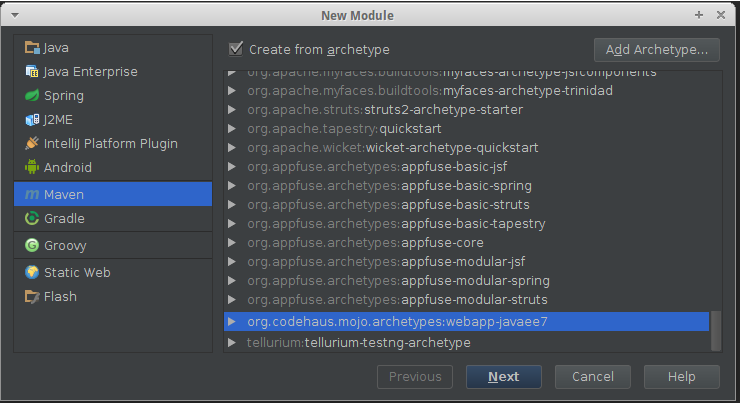 New Module
Java
Java Enterprise
Spring
J2ME
IntelliJ Platform Plugin
Android
Maven
Gradle
Groovy
Static Web
Flash
Create from archetype
Add Archetype...
org.apache.myfaces.buildtools:myfaces-archetype-jsfcomponents
org.apache.myfaces.buildtools:myfaces-archetype-trinidad
org.apache.struts:struts2-archetype-starter
org.apache.tapestry:quickstart
org.apache.wicket:wicket-archetype-quickstart
org.appfuse.archetypes:appfuse-basic-jsf
org.appfuse.archetypes:appfuse-basic-spring
org.appfuse.archetypes:appfuse-basic-struts
org.appfuse.archetypes:appfuse-basic-tapestry
org.appfuse.archetypes:appfuse-core
org.appfuse.archetypes:appfuse-modular-jsf
org.appfuse.archetypes:appfuse-modular-spring
org.appfuse.archetypes:appfuse-modular-struts
org.codehaus.mojo.archetypes:webapp-javaee7
tellurium:tellurium-testng-archetype
Previous
Next
Cancel
Help